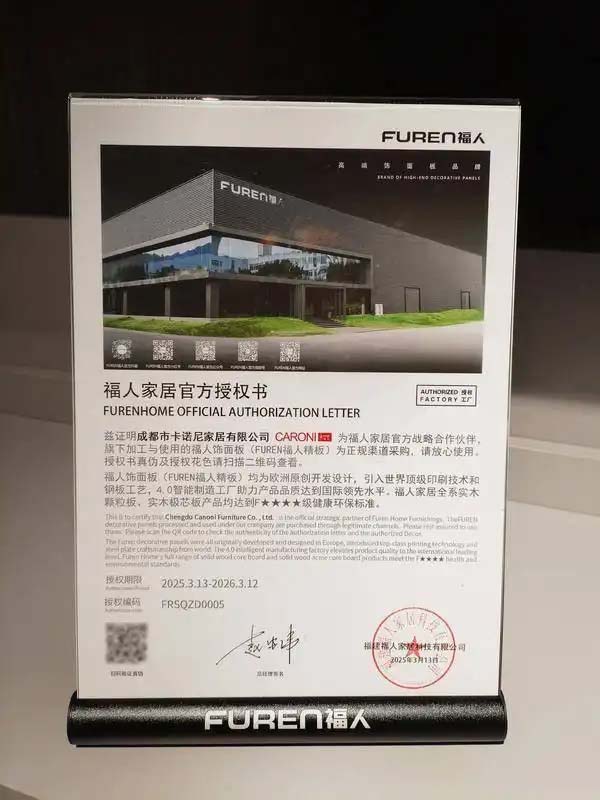 FUREN福人
高端饰面板品牌
BRAND OF HIGH-END DECORATIVE PANELS
FUREN福人
福人家居官方授权书
FURENHOME OFFICIAL AUTHORIZATION LETTER
AUTHORIZED 授权
FACTORY 工厂
兹证明成都市卡诺尼家居有限公司 CARONI 为福人家居官方战略合作伙伴,
旗下加工与使用的福人饰面板(FUREN福人精板)为正规渠道采购,请放心使用。
授权书真伪及授权花色请扫描二维码查看。
福人饰面板(FUREN福人精板)均为欧洲原创开发设计,引入世界顶级印刷技术和
钢板工艺,4.0智能制造工厂助力产品品质达到国际领先水平。福人家居全系实木
颗粒板、实木极芯板产品均达到F★★★★级健康环保标准。
This is to certify that Chengdu Canoni Furniture Co., Ltd. is the official strategic partner of Furen Home Furnishings. TheFUREN
decorative panels processed and used under our company are purchased through legitimate channels. Please rest assured to use
them. Please scan the QR code to check the authenticity of the authorization letter and the authorized Decor.
The Furen decorative panels are all originally developed and designed in Europe, introduced top-class printing technology and
steel plate craftsmanship from world. The 4.0 intelligent manufacturing factory elevates product quality to the international leading
level. Furen Home's full range of solid wood core board and solid wood acme core board products meet the F★★★★ health and
environmental standards.
授权期限 2025.3.13-2026.3.12
授权编码 FRSQZD0005
扫码验证真伪
总经理签名
福建福人家居科技有限公司
2025年3月13日
FUREN福人